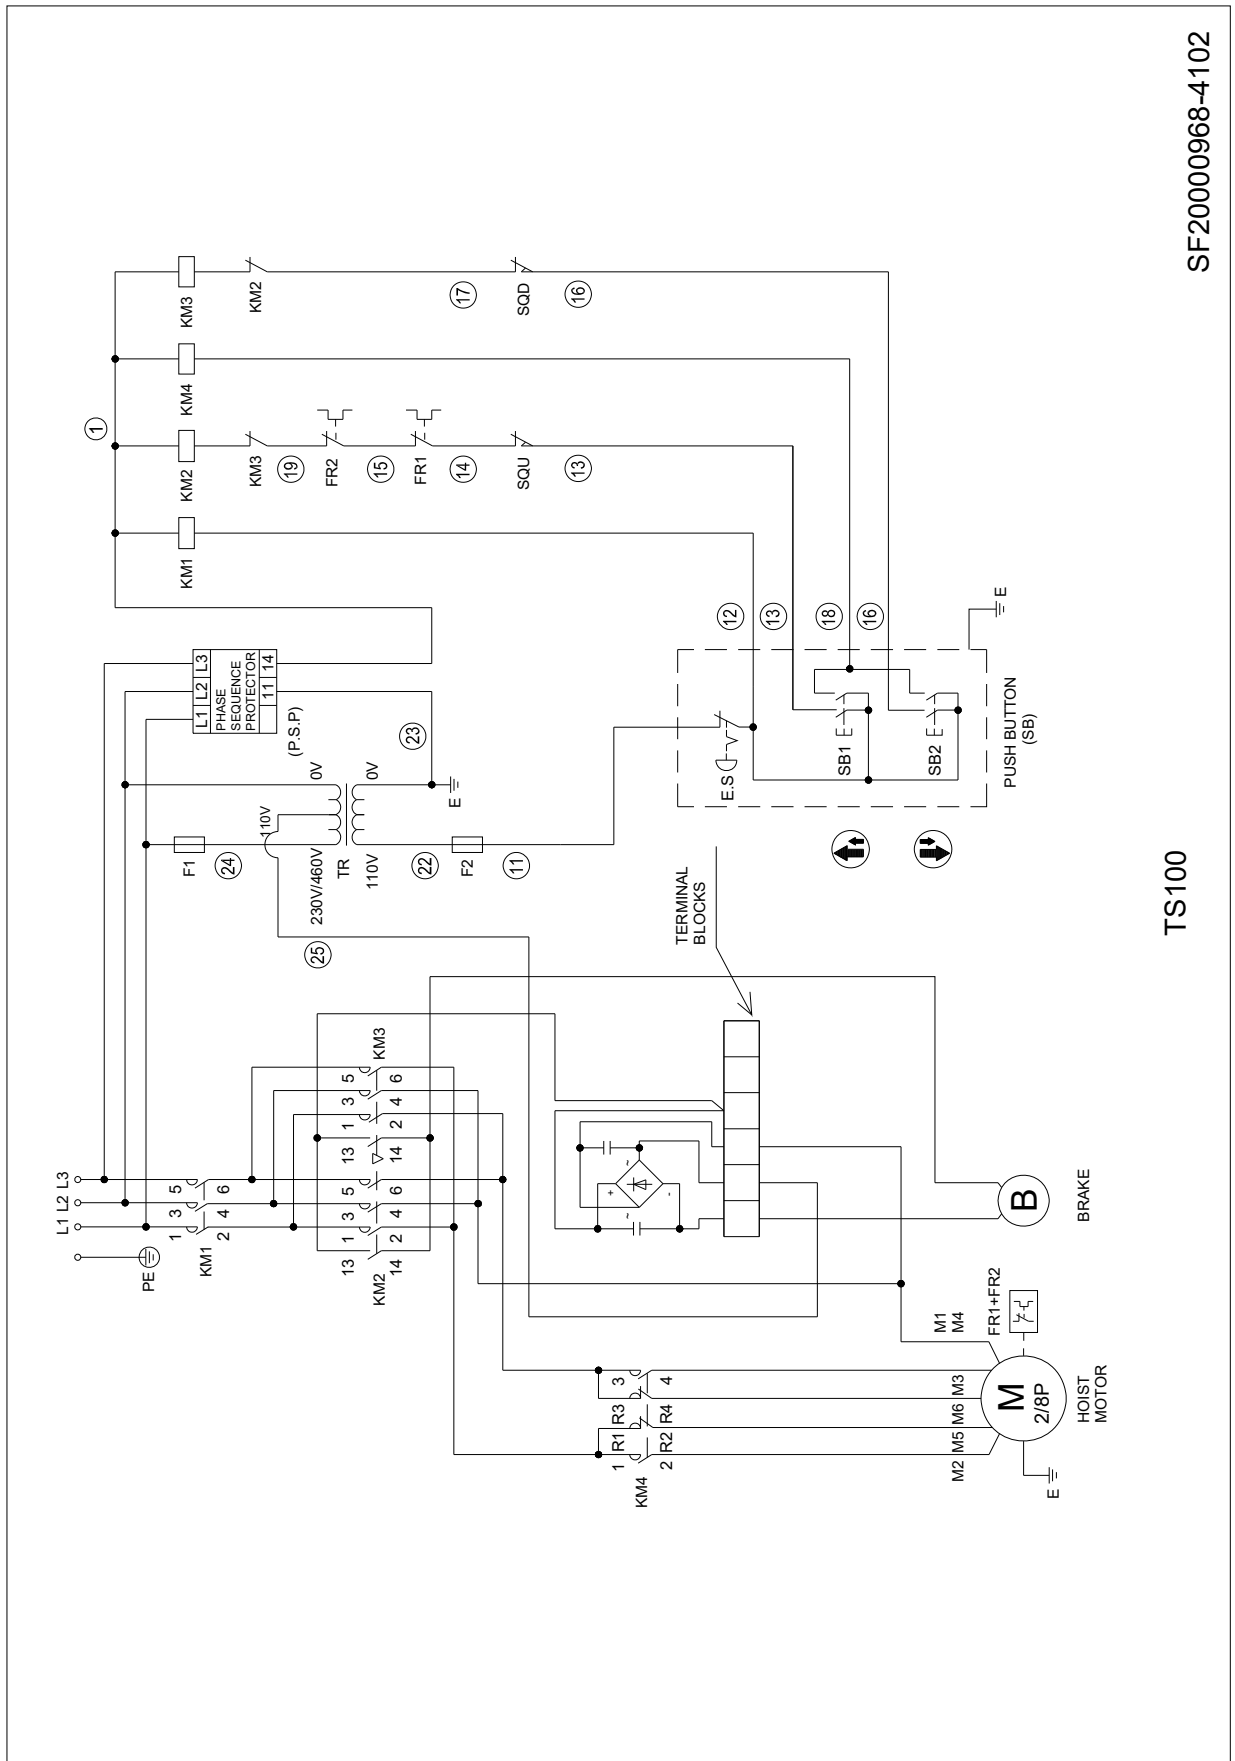 SF20000968-4102
TS100
L1 L2 L3
PE
1 3 5
2 4 6
KM1
13 1 3 5 13 1 3 5
14 2 4 6 14 2 4 6
KM2
KM3
1 R1 R3 3
2 R2 R4 4
KM4
M2 M5 M6 M3
M1
M4
FR1+FR2
M
2/8P
E
HOIST
MOTOR
B
BRAKE
~
+
-
~
TERMINAL
BLOCKS
F1
24
110V
230V/460V
0V
TR
110V
0V
25
22
F2
11
E
23
L1 L2 L3
PHASE
SEQUENCE
PROTECTOR
11 14
(P.S.P)
1
KM1
KM2
KM4
KM3
KM3
KM2
19
FR2
15
FR1
14
17
SQU
SQD
13
16
12
13
18
16
E
E.S
SB1
SB2
PUSH BUTTON
(SB)